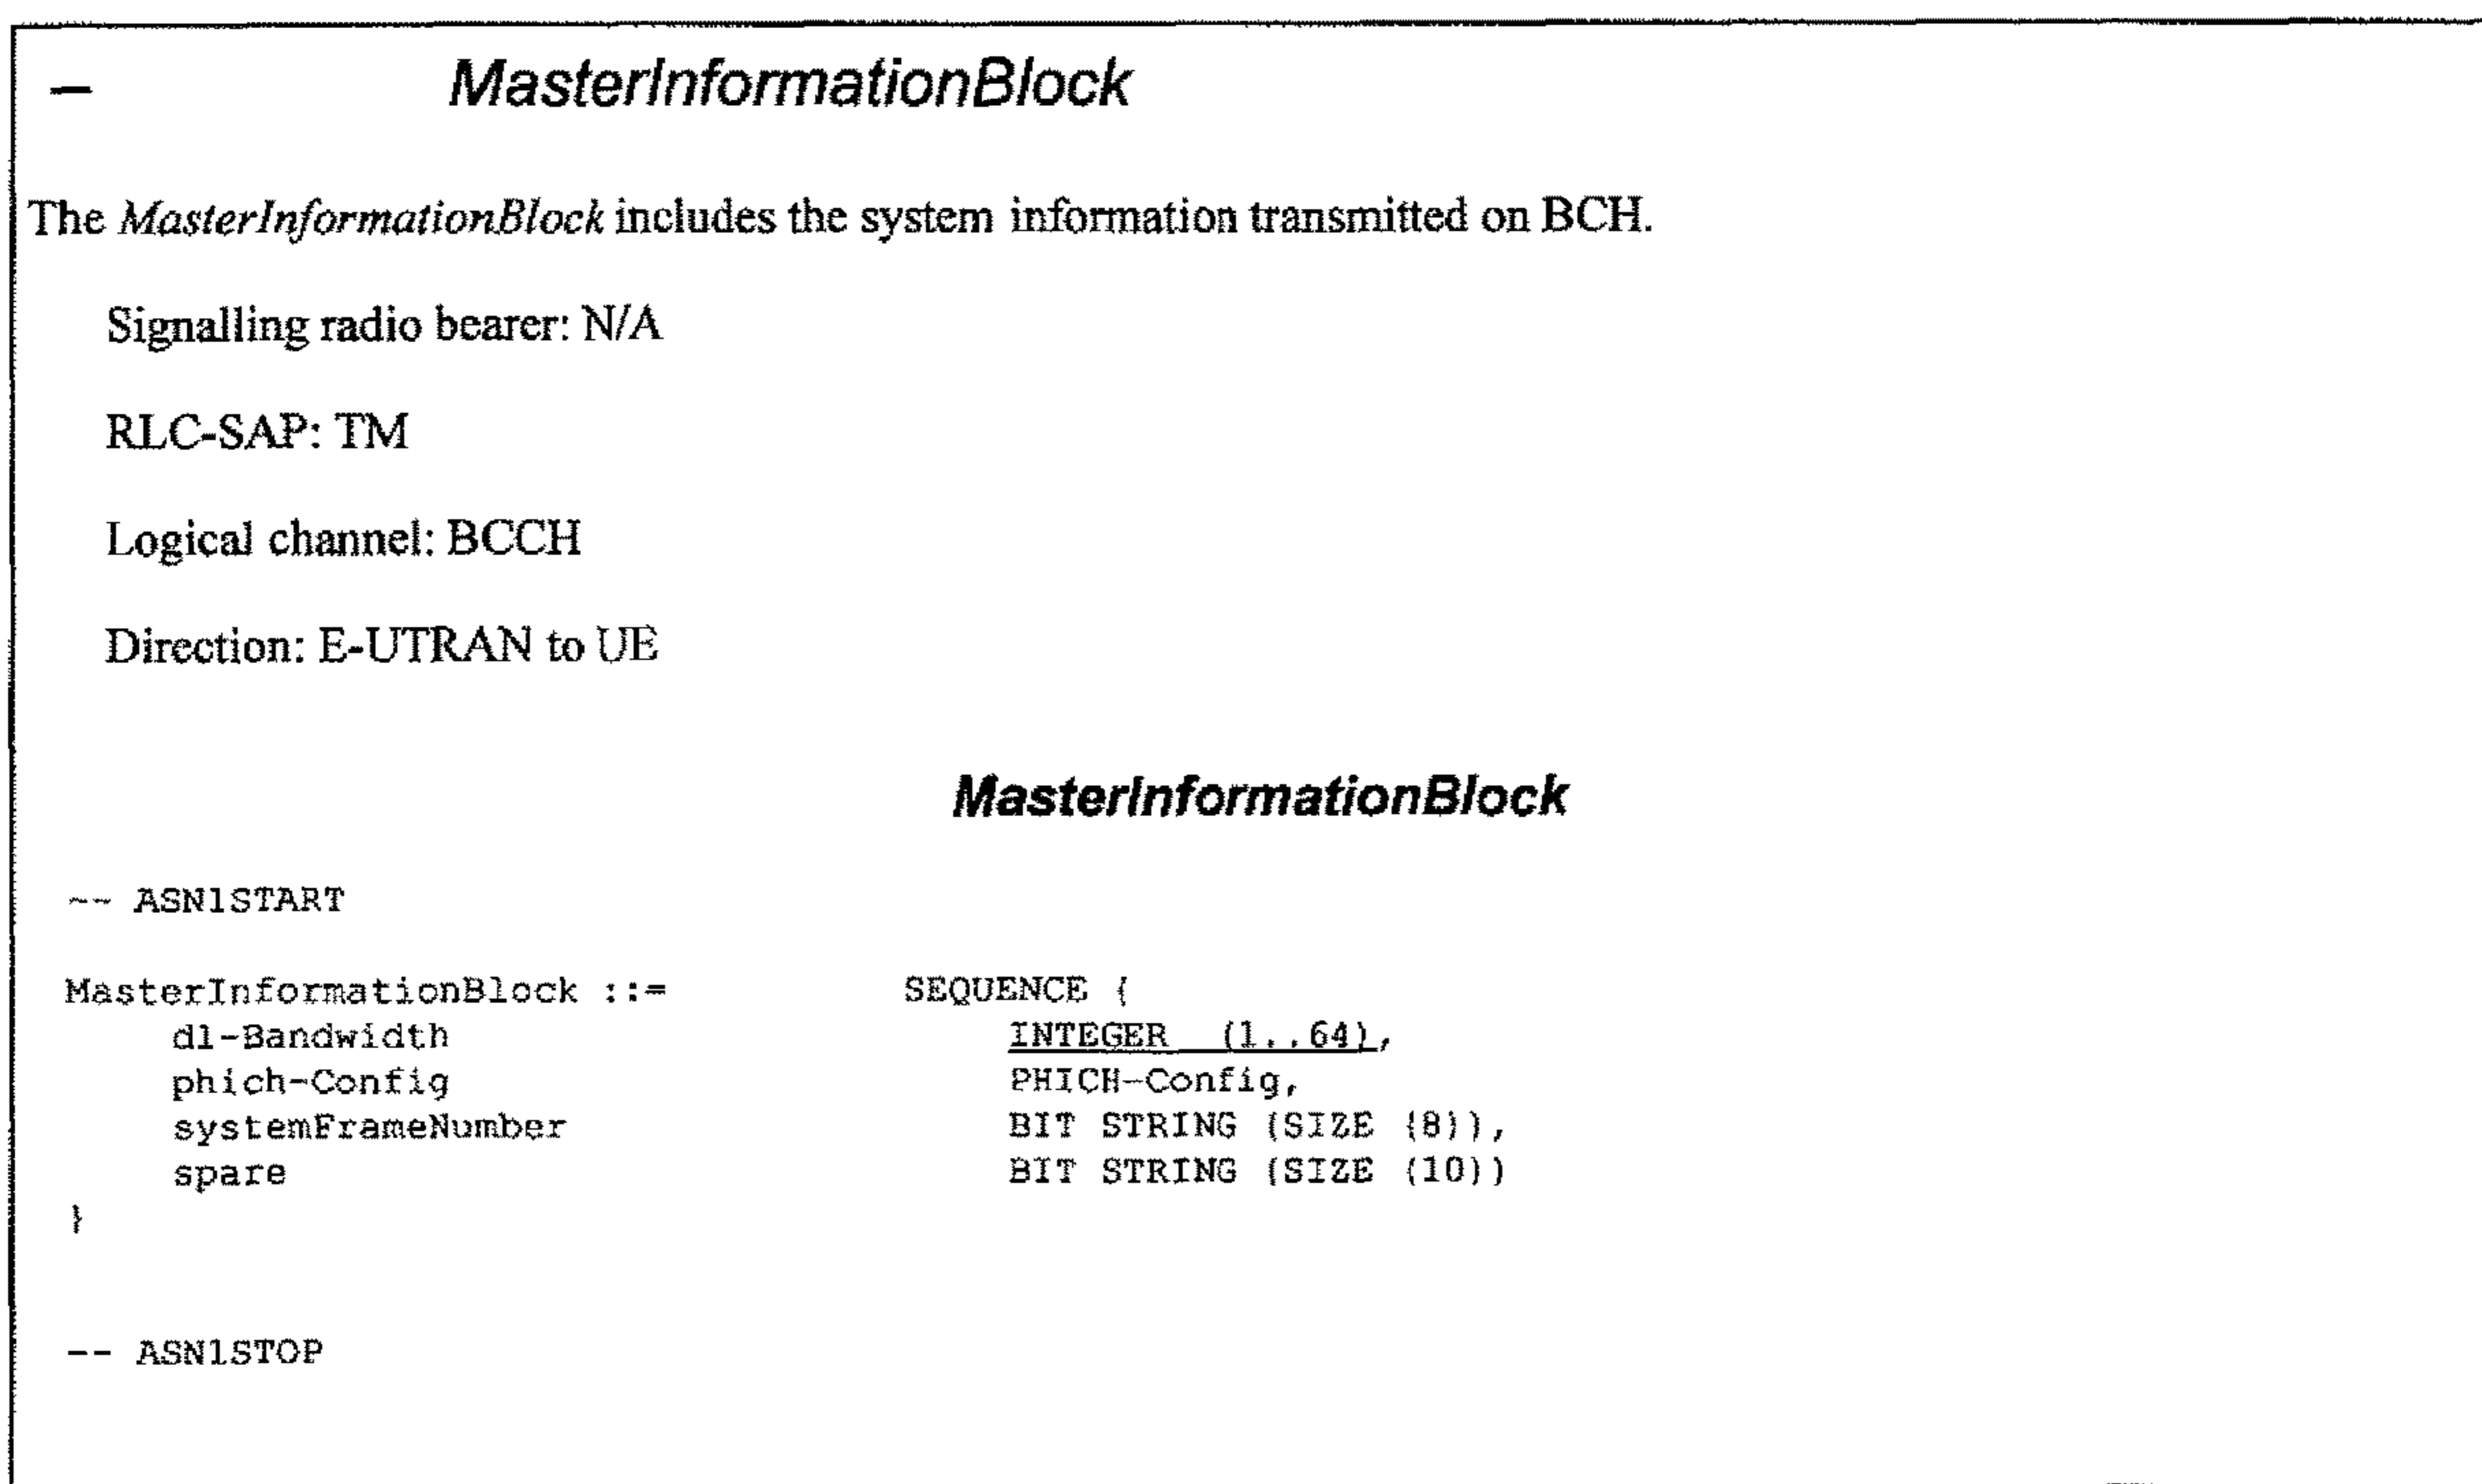 – MasterInformationBlock
The MasterInformationBlock includes the system information transmitted on BCH.
Signalling radio bearer: N/A
RLC-SAP: TM
Logical channel: BCCH
Direction: E-UTRAN to UE
MasterInformationBlock
-- ASN1START
MasterInformationBlock ::= SEQUENCE {
dl-Bandwidth INTEGER (1..64),
phich-Config PHICH-Config,
systemFrameNumber BIT STRING (SIZE (8)),
spare BIT STRING (SIZE (10))
}
-- ASN1STOP